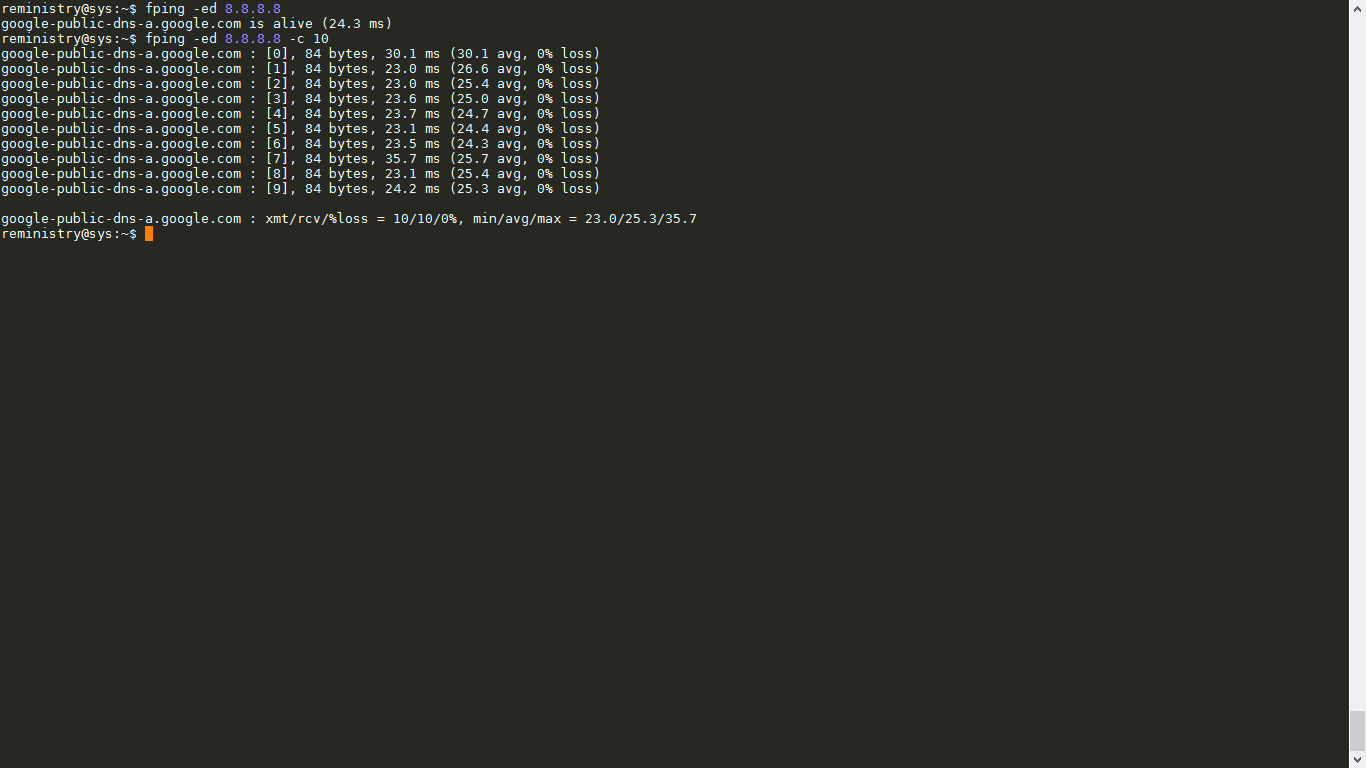 reministry@sys:~$ fping -ed 8.8.8.8
google-public-dns-a.google.com is alive (24.3 ms)
reministry@sys:~$ fping -ed 8.8.8.8 -c 10
google-public-dns-a.google.com : [0], 84 bytes, 30.1 ms (30.1 avg, 0% loss)
google-public-dns-a.google.com : [1], 84 bytes, 23.0 ms (26.6 avg, 0% loss)
google-public-dns-a.google.com : [2], 84 bytes, 23.0 ms (25.4 avg, 0% loss)
google-public-dns-a.google.com : [3], 84 bytes, 23.6 ms (25.0 avg, 0% loss)
google-public-dns-a.google.com : [4], 84 bytes, 23.7 ms (24.7 avg, 0% loss)
google-public-dns-a.google.com : [5], 84 bytes, 23.1 ms (24.4 avg, 0% loss)
google-public-dns-a.google.com : [6], 84 bytes, 23.5 ms (24.3 avg, 0% loss)
google-public-dns-a.google.com : [7], 84 bytes, 35.7 ms (25.7 avg, 0% loss)
google-public-dns-a.google.com : [8], 84 bytes, 23.1 ms (25.4 avg, 0% loss)
google-public-dns-a.google.com : [9], 84 bytes, 24.2 ms (25.3 avg, 0% loss)

google-public-dns-a.google.com : xmt/rcv/%loss = 10/10/0%, min/avg/max = 23.0/25.3/35.7
reministry@sys:~$